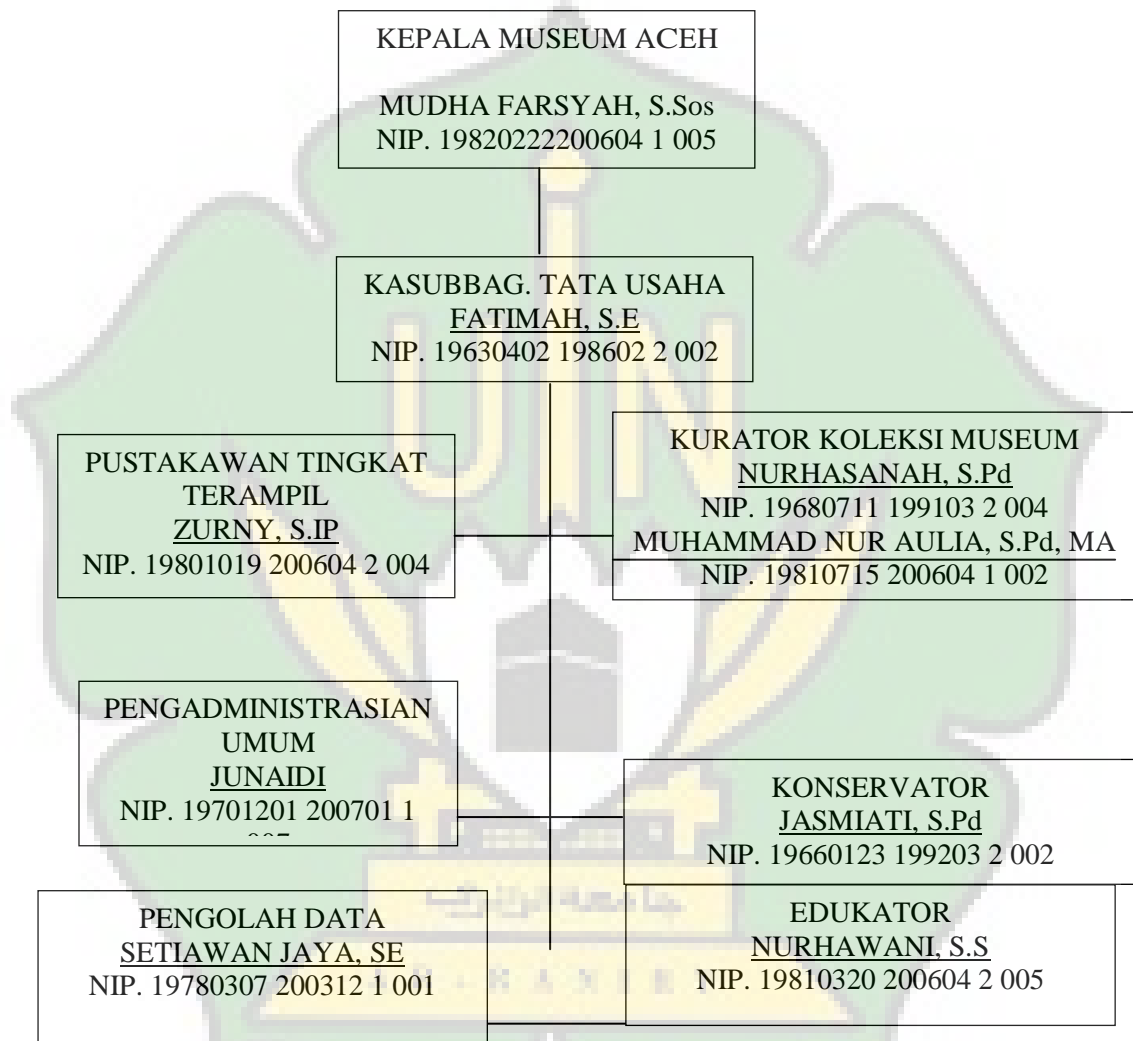 KEPALA MUSEUM ACEH
MUDHA FARSYAH, S.Sos
NIP. 19820222200604 1 005
KASUBBAG. TATA USAHA
FATIMAH, S.E
NIP. 19630402 198602 2 002
PUSTAKAWAN TINGKAT
TERAMPIL
ZURNY, S.IP
NIP. 19801019 200604 2 004
KURATOR KOLEKSI MUSEUM
NURHASANAH, S.Pd
NIP. 19680711 199103 2 004
MUHAMMAD NUR AULIA, S.Pd, MA
NIP. 19810715 200604 1 002
PENGADMINISTRASIAN
UMUM
JUNAIDI
NIP. 19701201 200701 1
KONSERVATOR
JASMIATI, S.Pd
NIP. 19660123 199203 2 002
PENGOLAH DATA
SETIAWAN JAYA, SE
NIP. 19780307 200312 1 001
EDUKATOR
NURHAWANI, S.S
NIP. 19810320 200604 2 005
UIN